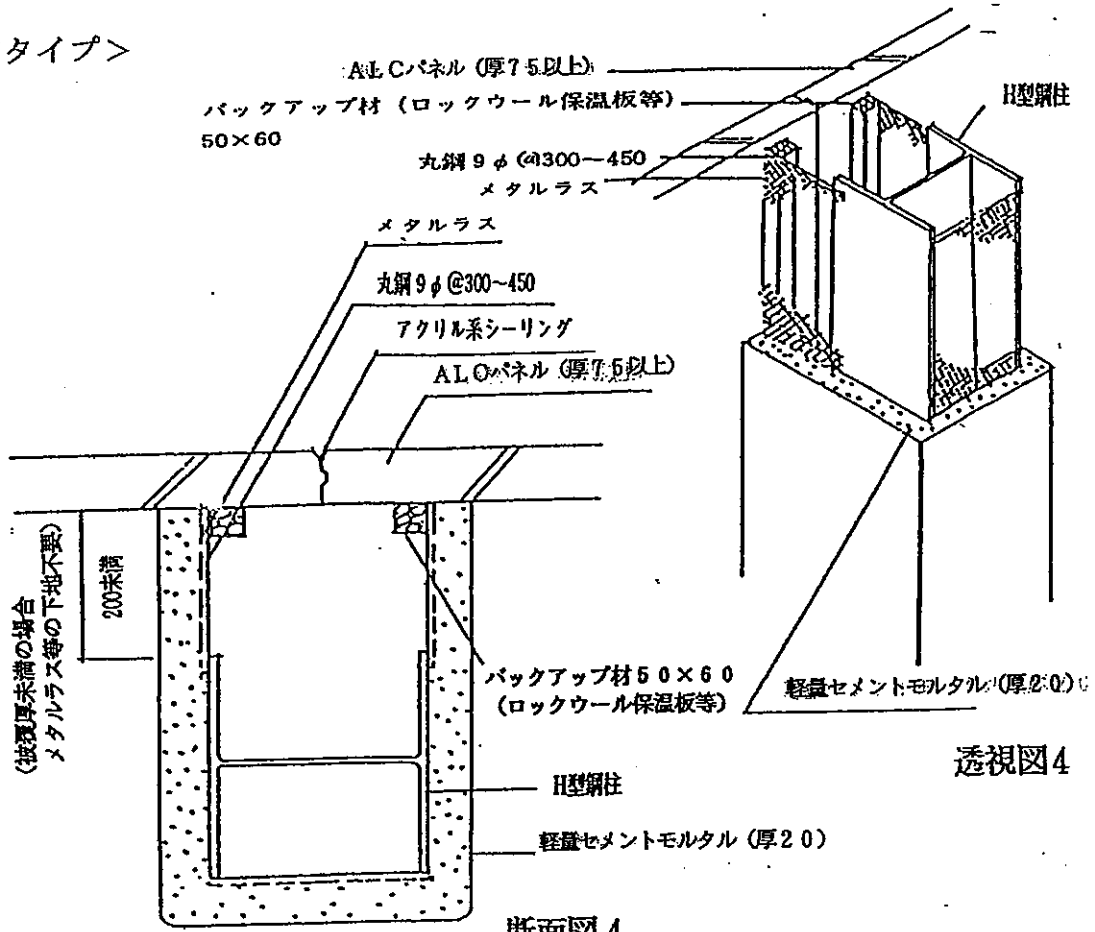 タイプ>
ALCパネル (厚75以上)
バックアップ材 (ロックウール保温板等)
50×60
丸鋼9φ@300~450
メタルラス
H型鋼柱
メタルラス
丸鋼9φ@300~450
アクリル系シーリング
ALCパネル (厚75以上)
200未満
(被覆厚未満の場合
メタルラス等の下地不要)
バックアップ材50×60
(ロックウール保温板等)
軽量セメントモルタル (厚20)
透視図4
H型鋼柱
軽量セメントモルタル (厚20)
断面図4